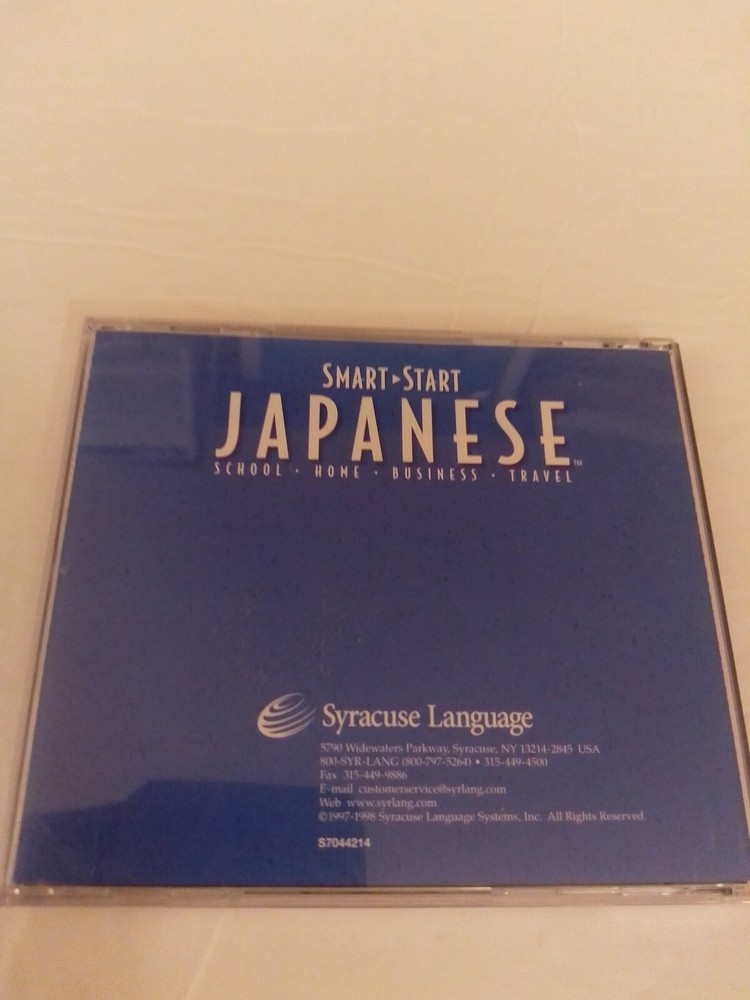 SMART▸START
JAPANESE™
SCHOOL · HOME · BUSINESS · TRAVEL
Syracuse Language
5790 Widewaters Parkway, Syracuse, NY 13214-2845 USA
800-SYR-LANG (800-797-5264) • 315-449-4500
Fax 315-449-9886
E-mail customerservice@syrlang.com
Web www.syrlang.com
©1997-1998 Syracuse Language Systems, Inc. All Rights Reserved.
S7044214